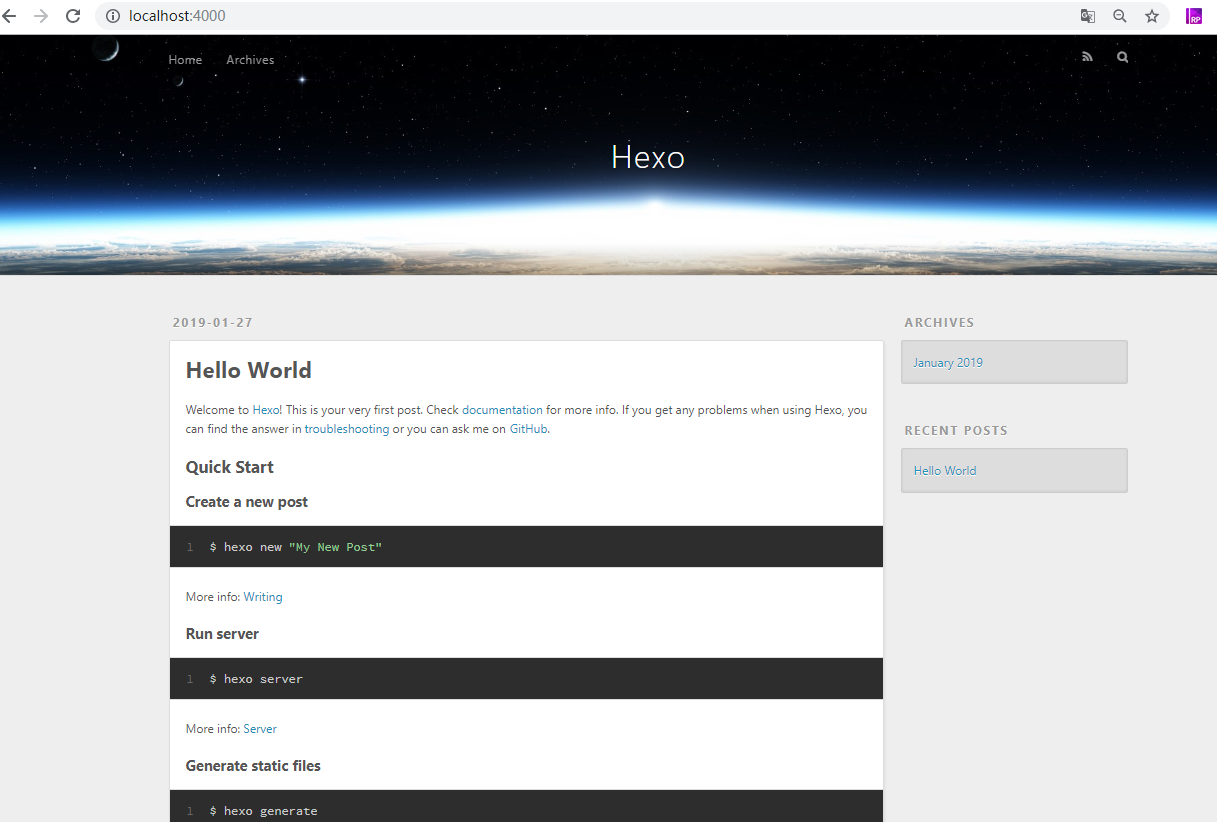 localhost:4000
RP
Home Archives
Hexo
2019-01-27
Hello World
Welcome to Hexo! This is your very first post. Check documentation for more info. If you get any problems when using Hexo, you
can find the answer in troubleshooting or you can ask me on GitHub.
Quick Start
Create a new post
1 $ hexo new "My New Post"
More info: Writing
Run server
1 $ hexo server
More info: Server
Generate static files
1 $ hexo generate
ARCHIVES
January 2019
RECENT POSTS
Hello World